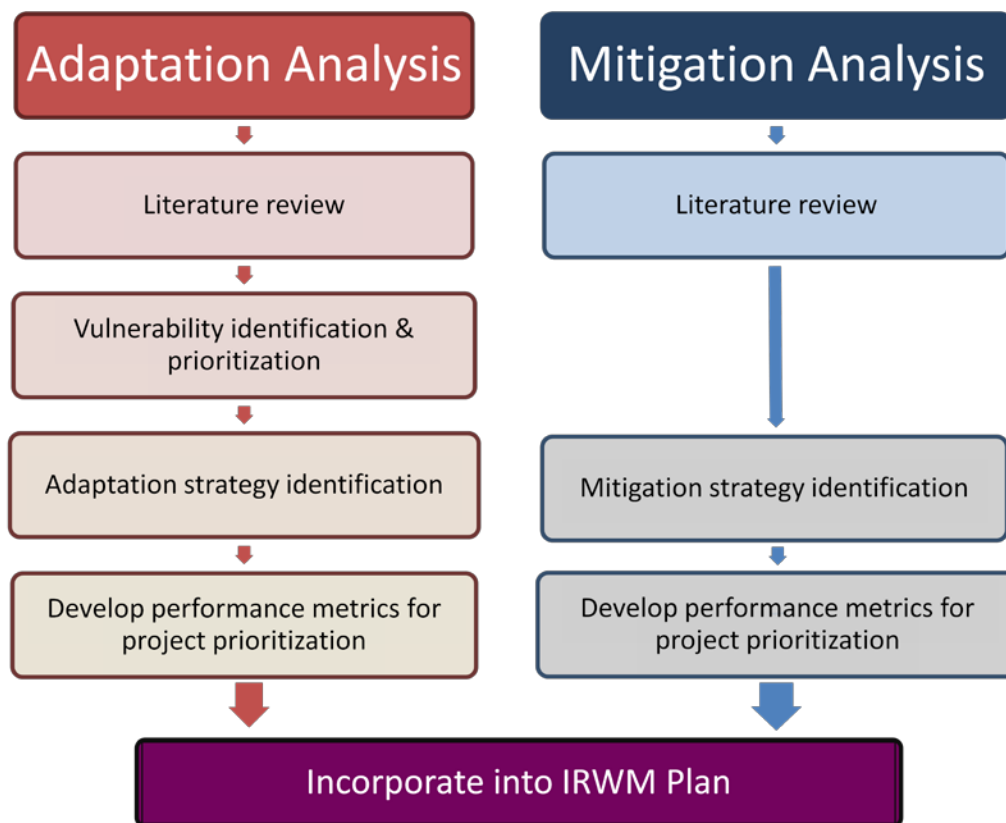 Adaptation Analysis
Literature review
Vulnerability identification &
prioritization
Adaptation strategy identification
Develop performance metrics for
project prioritization
Mitigation Analysis
Literature review
Mitigation strategy identification
Develop performance metrics for
project prioritization
Incorporate into IRWM Plan